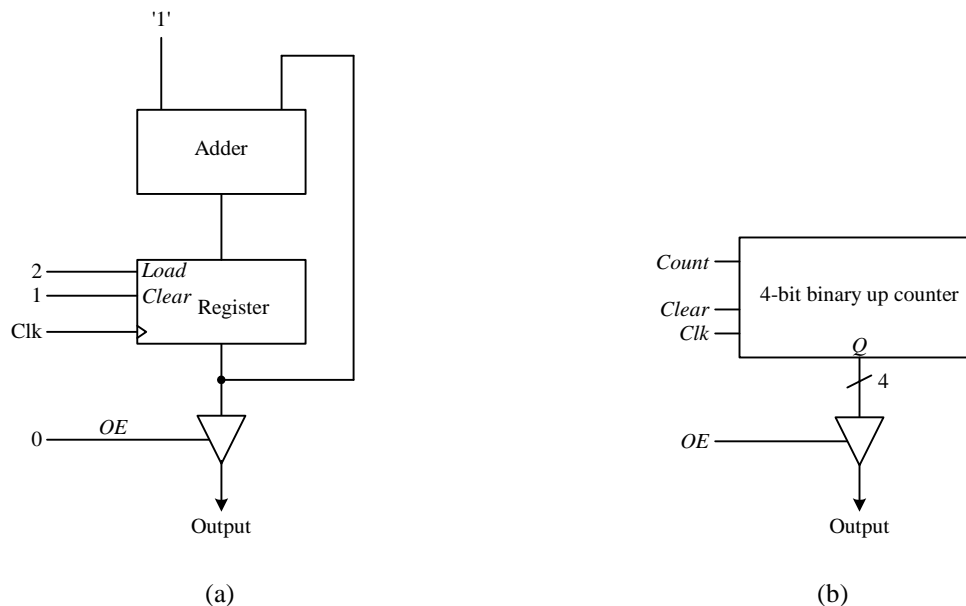 '1'
Adder
2
Load
1
Clear
Register
Clk
0
OE
Output
(a)
Count
4-bit binary up counter
Clear
Clk
Q
4
OE
Output
(b)